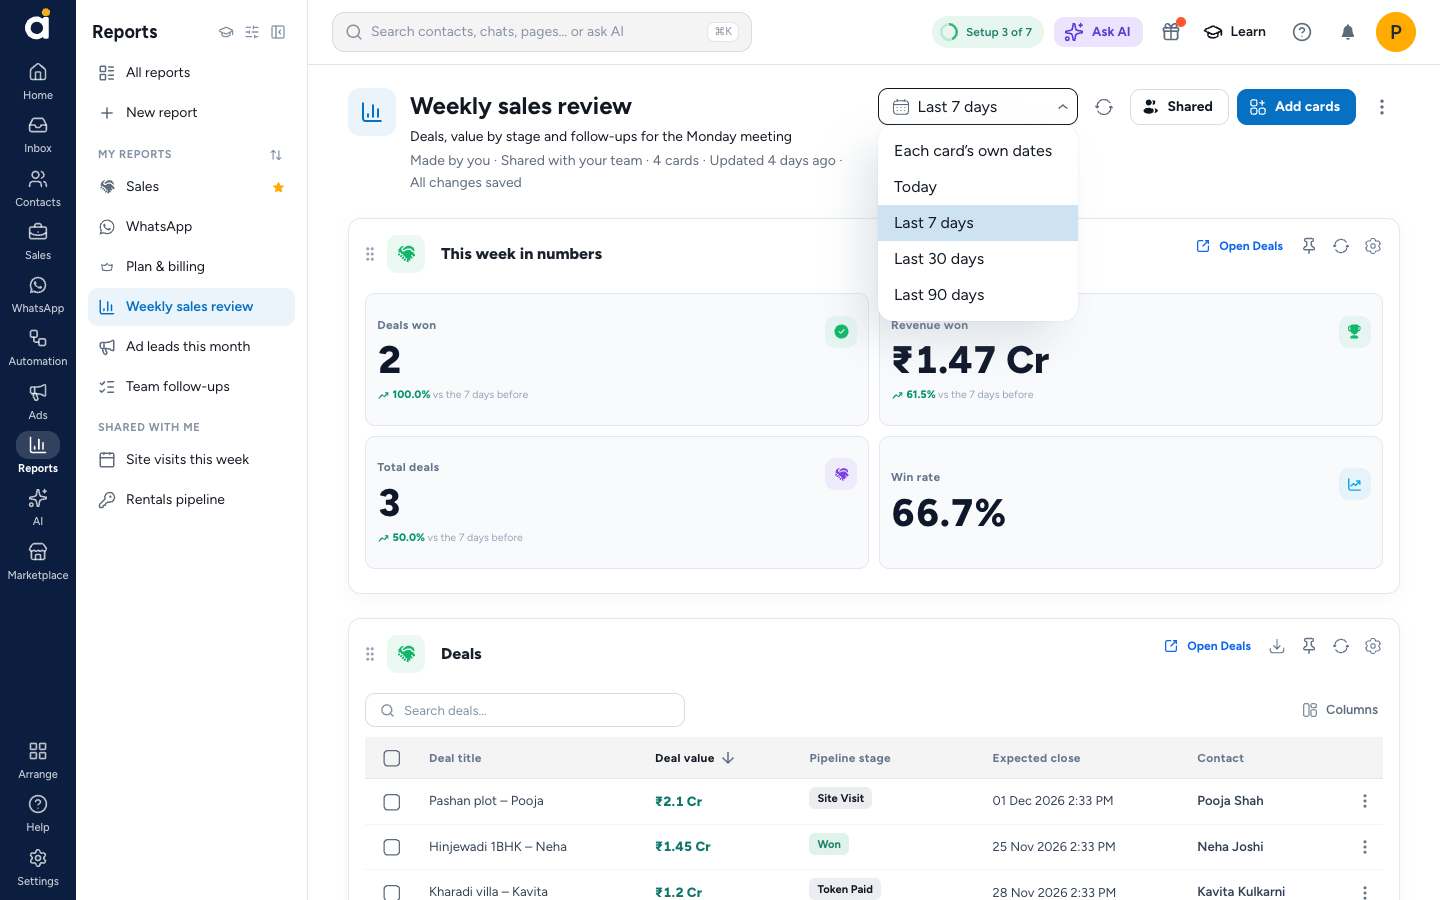 a
Home
Inbox
Contacts
Sales
WhatsApp
Automation
Ads
Reports
AI
Marketplace
Arrange
Help
Settings
Reports
All reports
New report
MY REPORTS
Sales
WhatsApp
Plan & billing
Weekly sales review
Ad leads this month
Team follow-ups
SHARED WITH ME
Site visits this week
Rentals pipeline
Search contacts, chats, pages... or ask AI
⌘K
Setup 3 of 7
Ask AI
Learn
P
Weekly sales review
Deals, value by stage and follow-ups for the Monday meeting
Made by you · Shared with your team · 4 cards · Updated 4 days ago ·
All changes saved
Last 7 days
Shared
Add cards
Each card’s own dates
Today
Last 7 days
Last 30 days
Last 90 days
This week in numbers
Open Deals
Deals won
2
100.0% vs the 7 days before
Revenue won
₹1.47 Cr
61.5% vs the 7 days before
Total deals
3
50.0% vs the 7 days before
Win rate
66.7%
Deals
Open Deals
Search deals...
Columns
Deal title Deal value Pipeline stage Expected close Contact
Pashan plot – Pooja ₹2.1 Cr Site Visit 01 Dec 2026 2:33 PM Pooja Shah
Hinjewadi 1BHK – Neha ₹1.45 Cr Won 25 Nov 2026 2:33 PM Neha Joshi
Kharadi villa – Kavita ₹1.2 Cr Token Paid 28 Nov 2026 2:33 PM Kavita Kulkarni